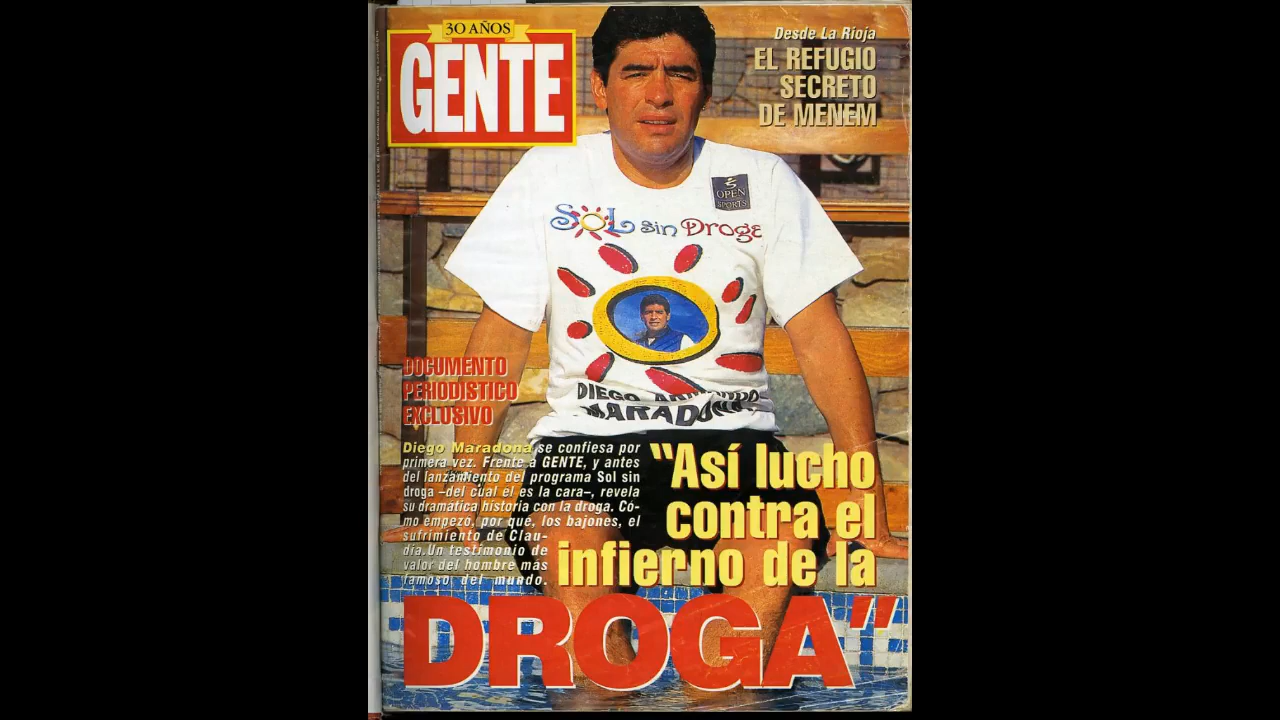 30 AÑOS
GENTE
Desde La Rioja
EL REFUGIO
SECRETO
DE MENEM
OPEN
SPORTS
SOL sin Droga
DIEGO
MARADONA
DOCUMENTO
PERIODISTICO
EXCLUSIVO
Diego Maradona se confiesa por
primera vez. Frente a GENTE, y antes
del lanzamiento del programa Sol sin
droga –del cual el es la cara–, revela
su dramática historia con la droga. Có-
mo empezó, por qué, los bajones, el
sufrimiento de Clau-
dia. Un testimonio de
valor del hombre más
famoso del mundo.
“Así lucho
contra el
infierno de la
DROGA”